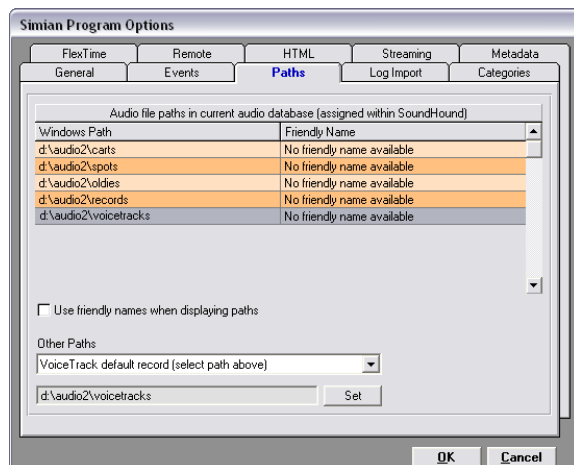 Simian Program Options
FlexTime Remote HTML Streaming Metadata
General Events Paths Log Import Categories
Audio file paths in current audio database (assigned within SoundHound)
Windows Path Friendly Name
d:\audio2\carts No friendly name available
d:\audio2\spots No friendly name available
d:\audio2\oldies No friendly name available
d:\audio2\records No friendly name available
d:\audio2\voicetracks No friendly name available
Use friendly names when displaying paths
Other Paths
VoiceTrack default record (select path above)
d:\audio2\voicetracks Set
OK Cancel